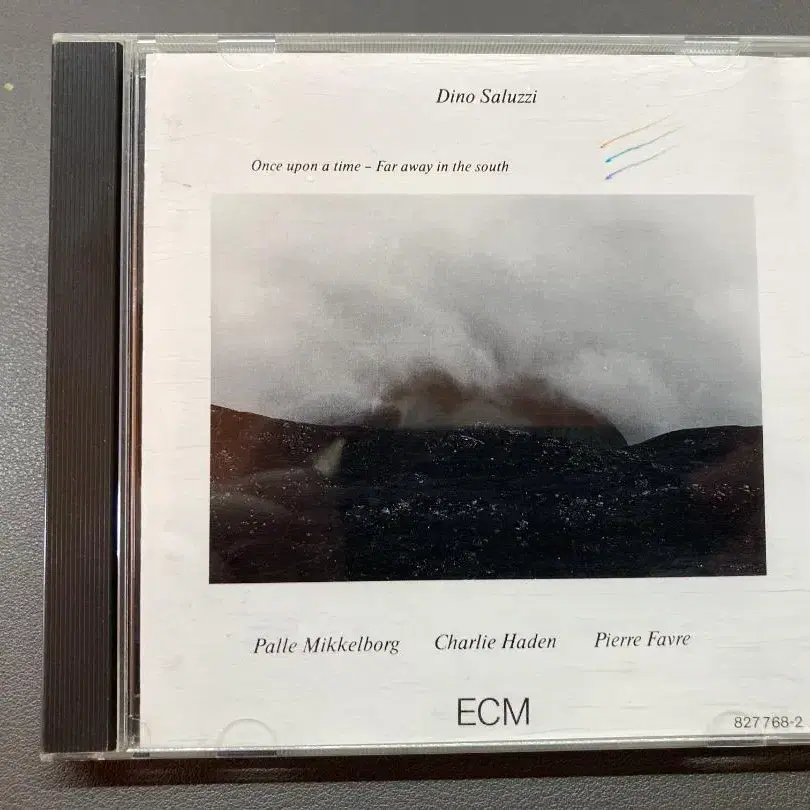 Dino Saluzzi
Once upon a time – Far away in the south
Palle Mikkelborg Charlie Haden Pierre Favre
ECM
827 768-2